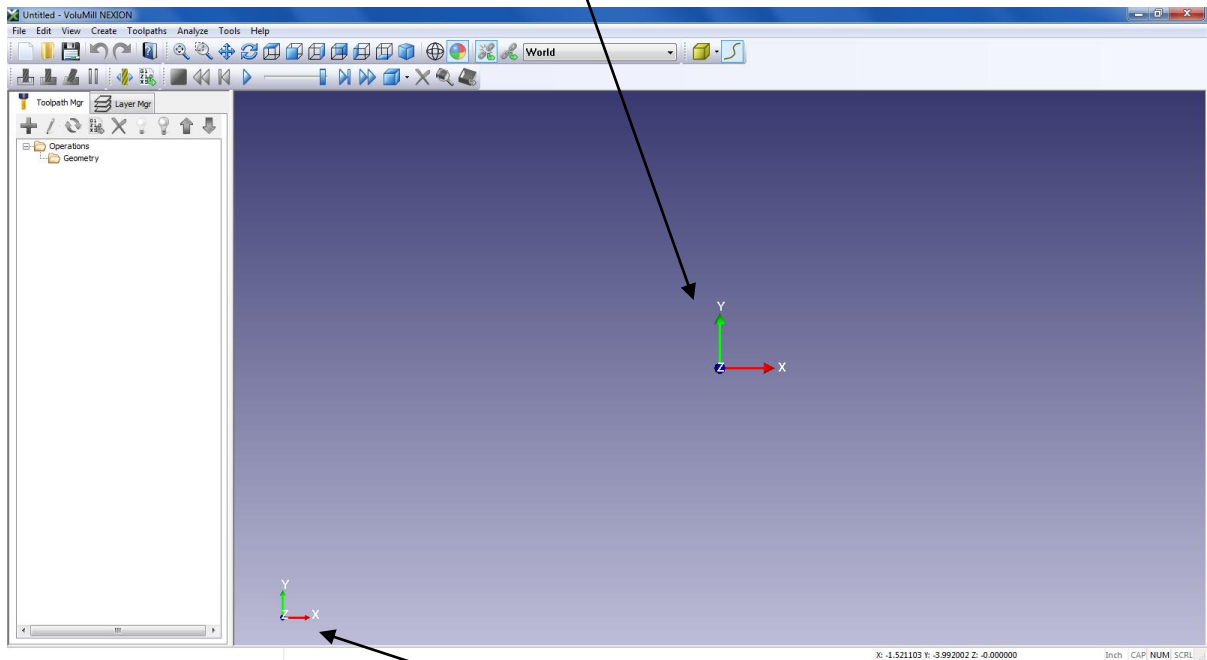 Untitled - VoluMill NEXION
File Edit View Create Toolpaths Analyze Tools Help
World
Toolpath Mgr Layer Mgr
Operations
Geometry
Y
Z X
Y
Z X
X: -1.521103 Y: -3.992002 Z: -0.000000 Inch CAP NUM SCRL